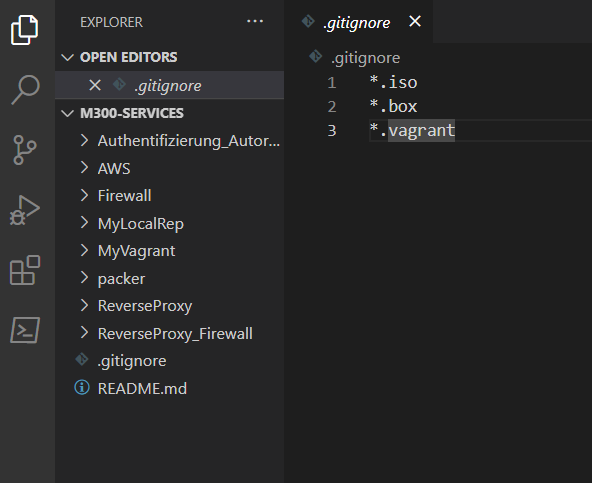 EXPLORER
OPEN EDITORS
.gitignore
M300-SERVICES
Authentifizierung_Autor...
AWS
Firewall
MyLocalRep
MyVagrant
packer
ReverseProxy
ReverseProxy_Firewall
.gitignore
README.md
.gitignore
.gitignore
1 *.iso
2 *.box
3 *.vagrant